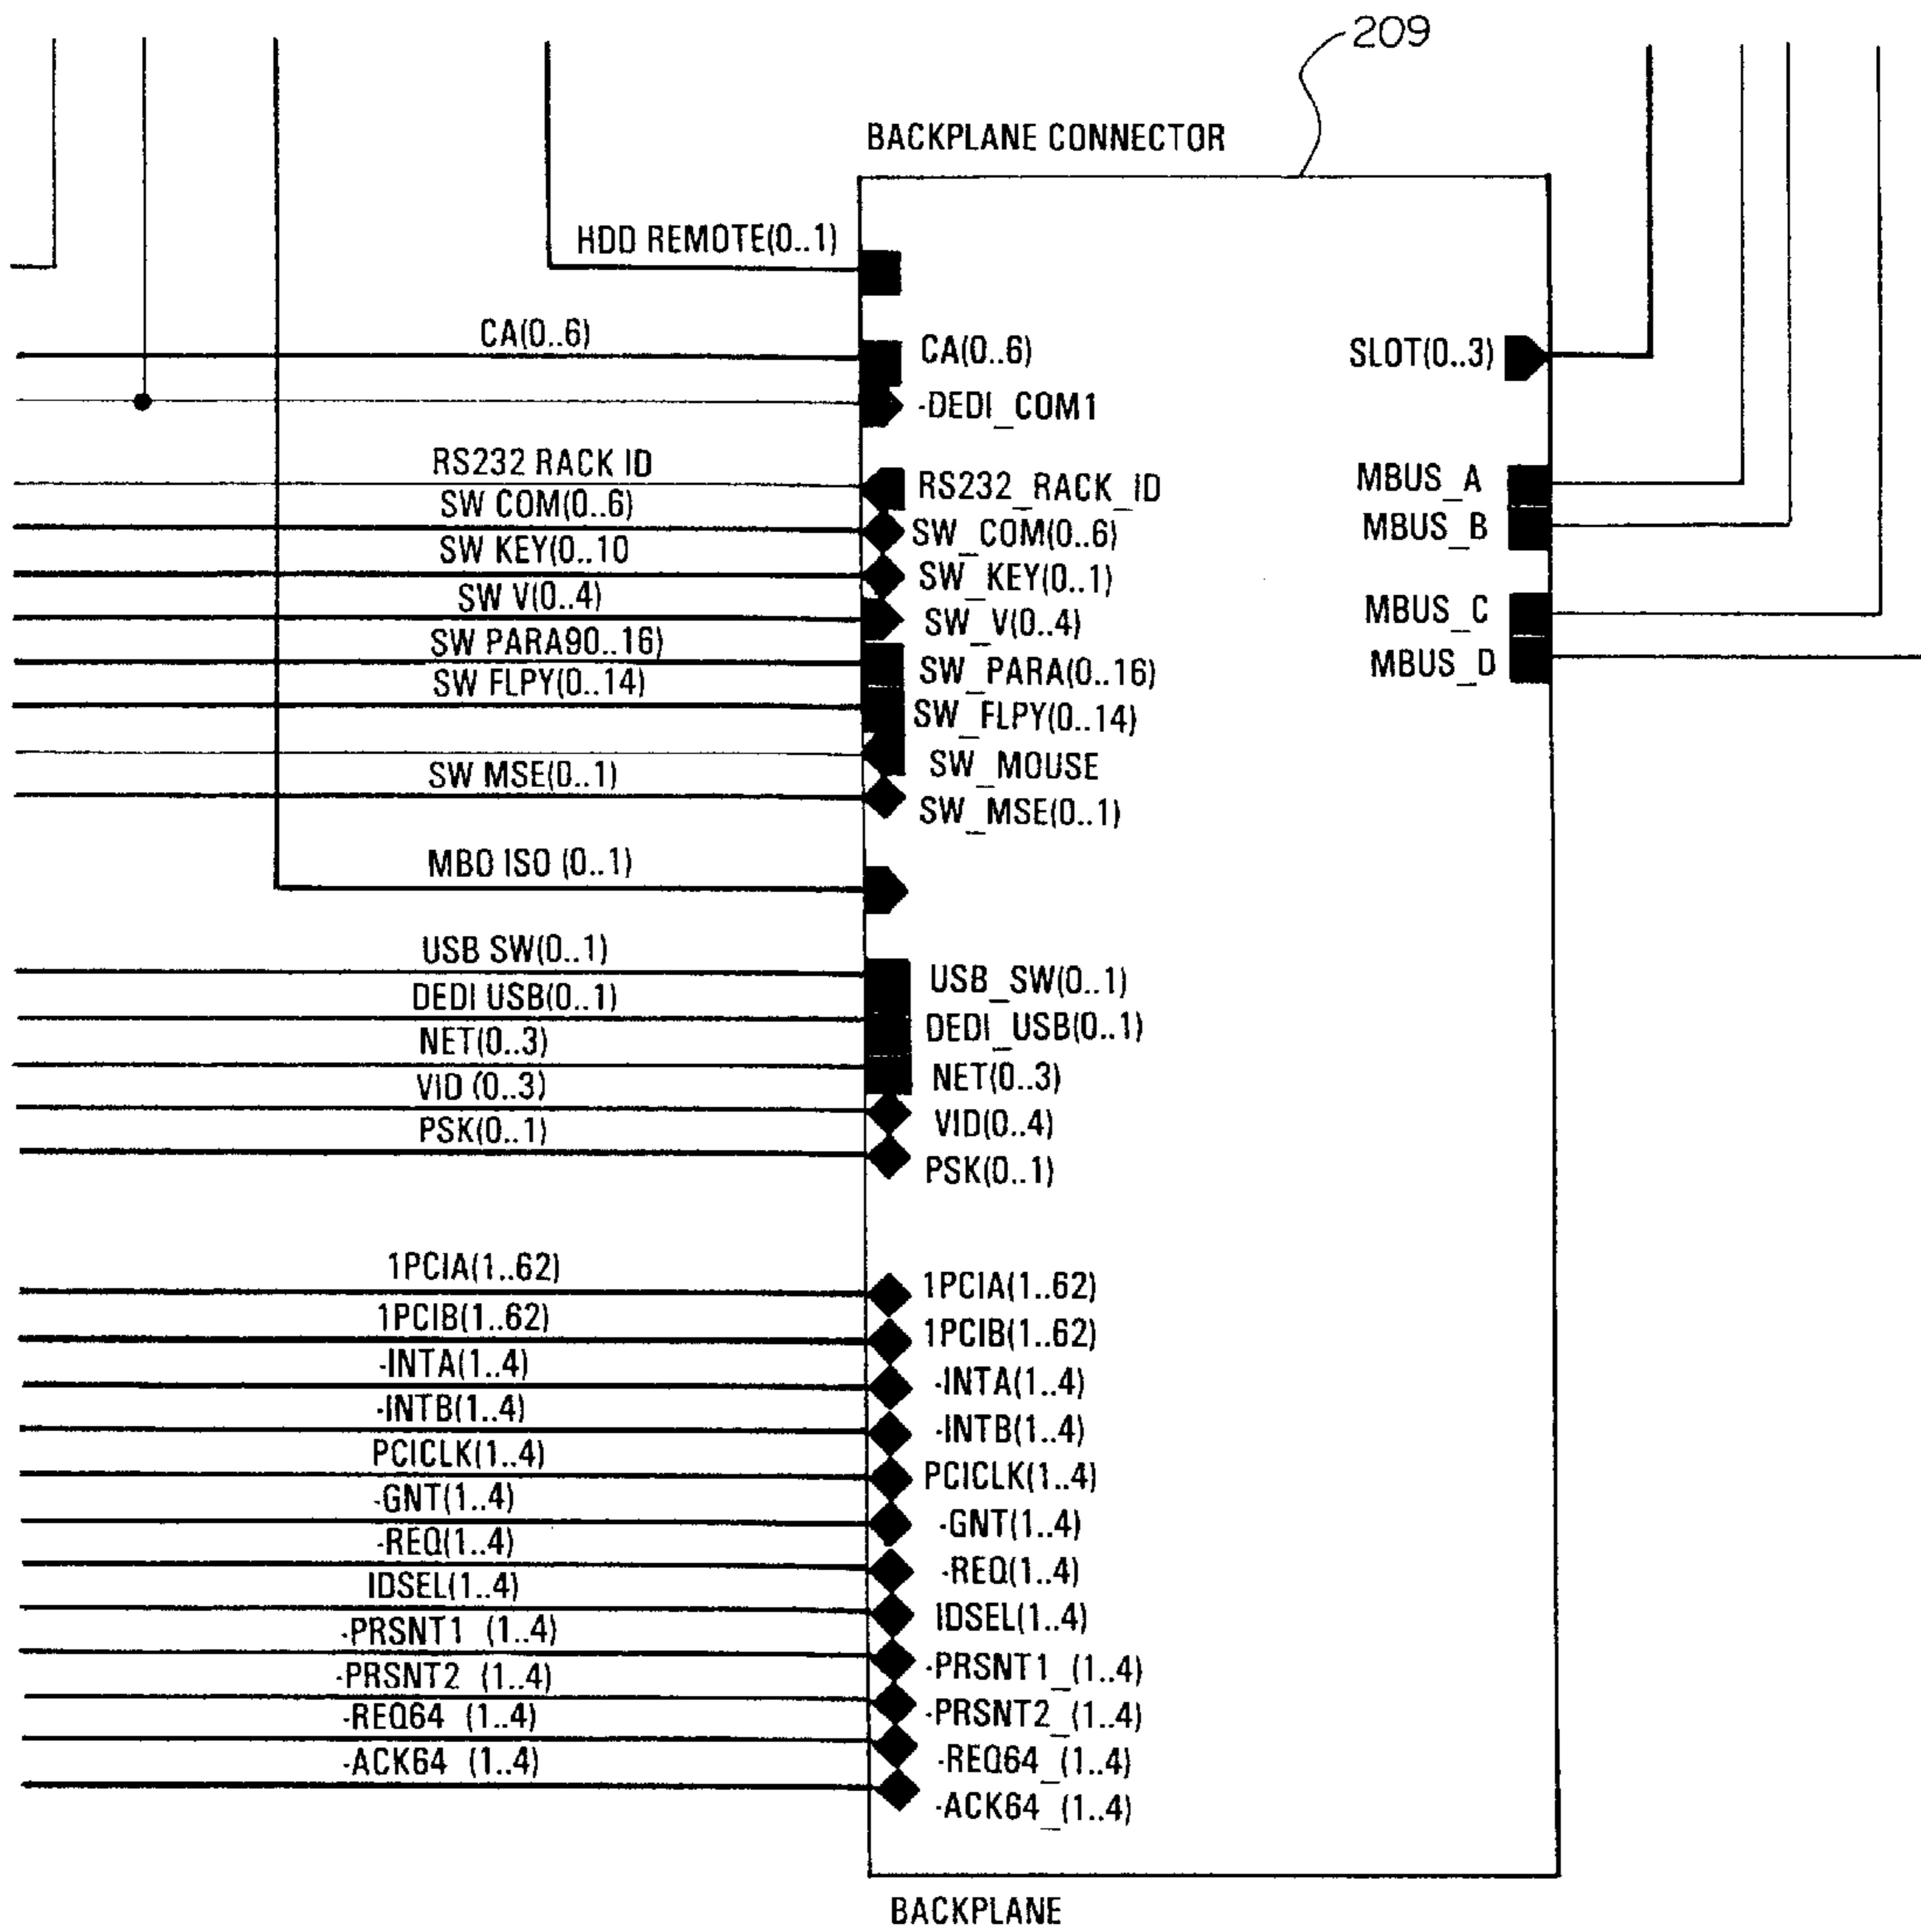 209
BACKPLANE CONNECTOR
HDD REMOTE(0..1)
CA(0..6)
CA(0..6)
SLOT(0..3)
-DEDI_COM1
RS232 RACK ID
RS232_RACK_ID
MBUS_A
SW COM(0..6)
SW_COM(0..6)
MBUS_B
SW KEY(0..10
SW_KEY(0..1)
SW V(0..4)
SW_V(0..4)
MBUS_C
SW PARA90..16)
SW_PARA(0..16)
MBUS_D
SW FLPY(0..14)
SW_FLPY(0..14)
SW_MOUSE
SW MSE(0..1)
SW_MSE(0..1)
MBO ISO (0..1)
USB SW(0..1)
USB_SW(0..1)
DEDI USB(0..1)
DEDI_USB(0..1)
NET(0..3)
NET(0..3)
VID (0..3)
VID(0..4)
PSK(0..1)
PSK(0..1)
1PCIA(1..62)
1PCIA(1..62)
1PCIB(1..62)
1PCIB(1..62)
-INTA(1..4)
-INTA(1..4)
-INTB(1..4)
-INTB(1..4)
PCICLK(1..4)
PCICLK(1..4)
-GNT(1..4)
-GNT(1..4)
-REQ(1..4)
-REQ(1..4)
IDSEL(1..4)
IDSEL(1..4)
-PRSNT1 (1..4)
-PRSNT1_(1..4)
-PRSNT2 (1..4)
-PRSNT2_(1..4)
-REQ64 (1..4)
-REQ64_(1..4)
-ACK64 (1..4)
-ACK64_(1..4)
BACKPLANE